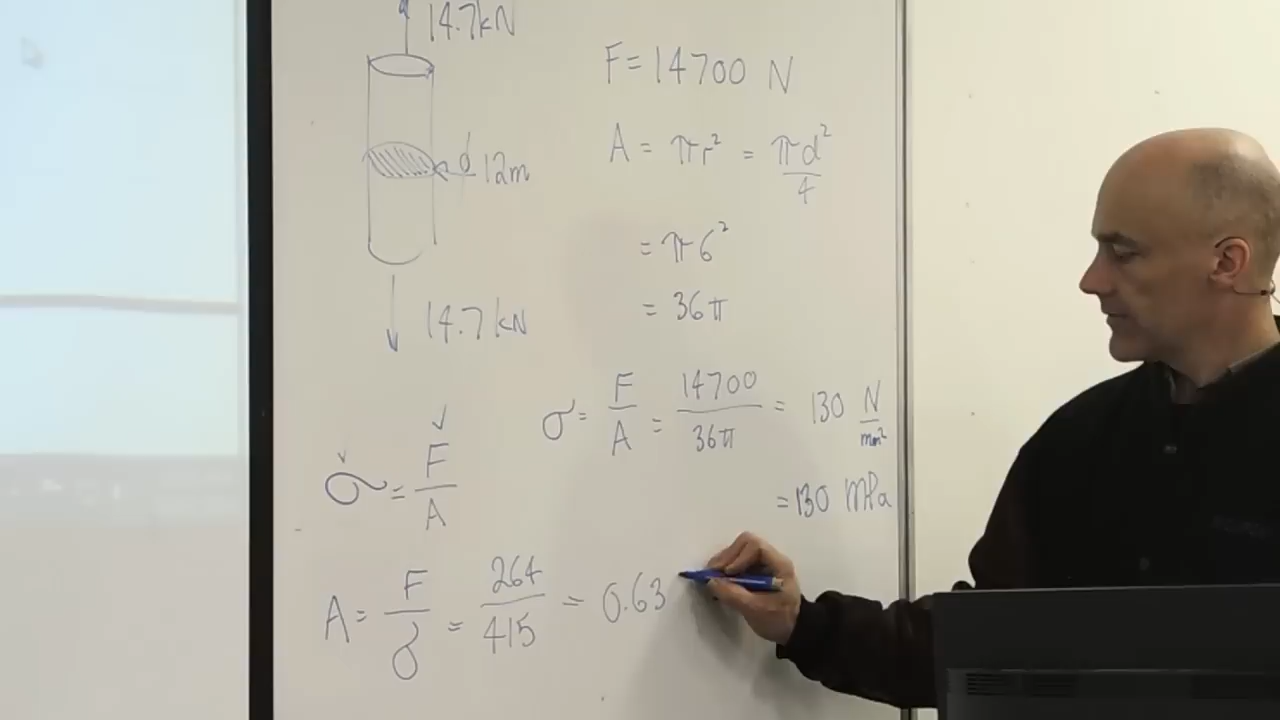 14.7kN
F=14700 N
A = πr² = πd²/4
ϕ 12m
= π6²
= 36π
14.7kN
σ = F/A = 14700/36π = 130 N/mm²
σ = F/A
=130 MPa
A = F/σ = 264/415 = 0.63